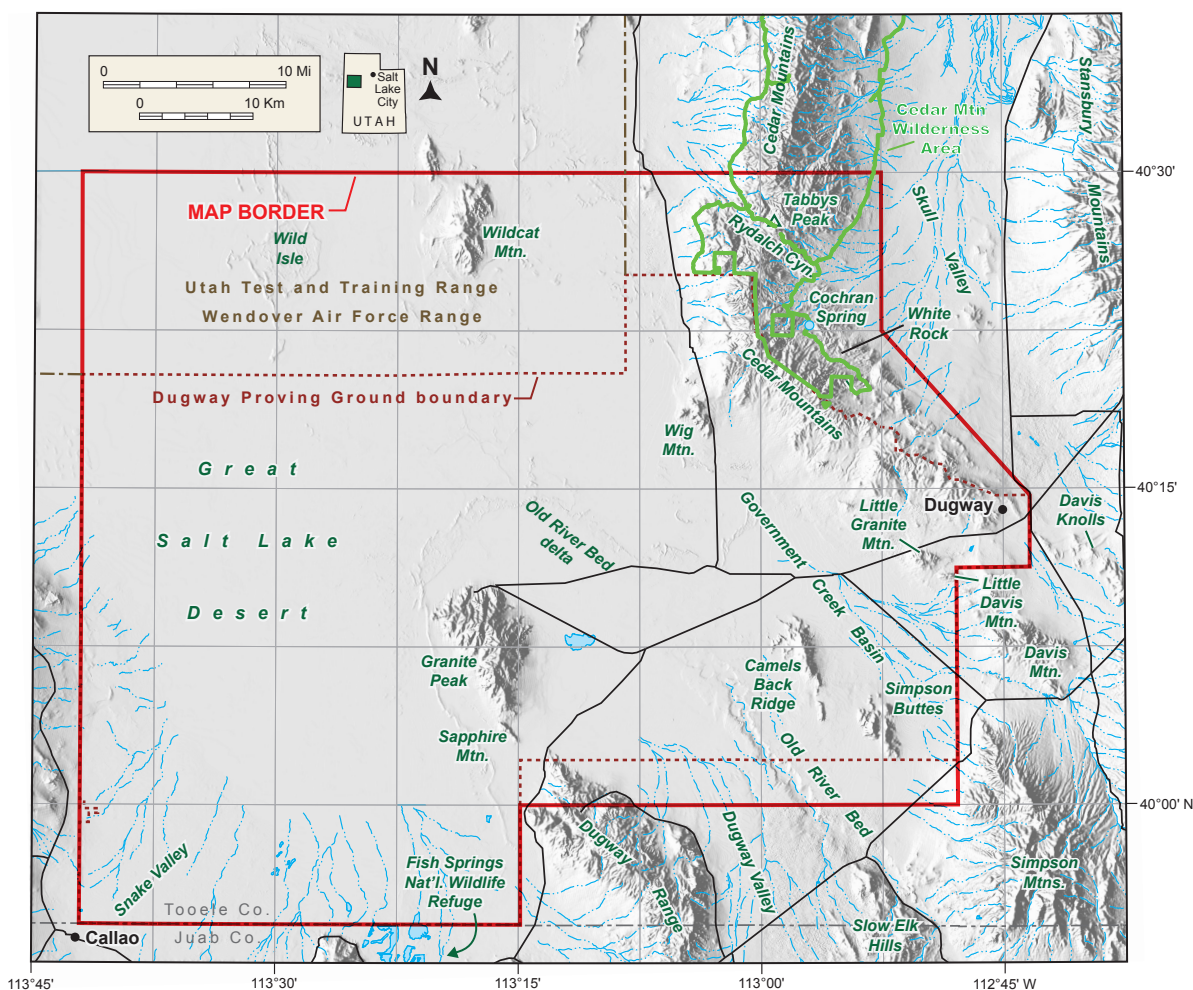 0 10 Mi
0 10 Km
Salt
Lake
City
UTAH
N
Cedar Mountains
Stansbury
Mountains
Cedar Mtn
Wilderness
Area
40°30'
MAP BORDER
Wild
Isle
Wildcat
Mtn.
Tabbys
Peak
Rydalch Cyn.
Skull
Valley
Utah Test and Training Range
Wendover Air Force Range
Cochran
Spring
White
Rock
Cedar Mountains
Dugway Proving Ground boundary
Wig
Mtn.
Great
Salt Lake
Desert
40°15'
Dugway
Davis
Knolls
Little
Granite
Mtn.
Old River Bed
delta
Government
Creek
Basin
Little
Davis
Mtn.
Davis
Mtn.
Granite
Peak
Camels
Back
Ridge
Simpson
Buttes
Sapphire
Mtn.
Old
River
Bed
40°00' N
Dugway
Range
Dugway Valley
Simpson
Mtns.
Snake Valley
Fish Springs
Nat'l. Wildlife
Refuge
Slow Elk
Hills
Tooele Co.
Juab Co.
Callao
113°45' 113°30' 113°15' 113°00' 112°45' W